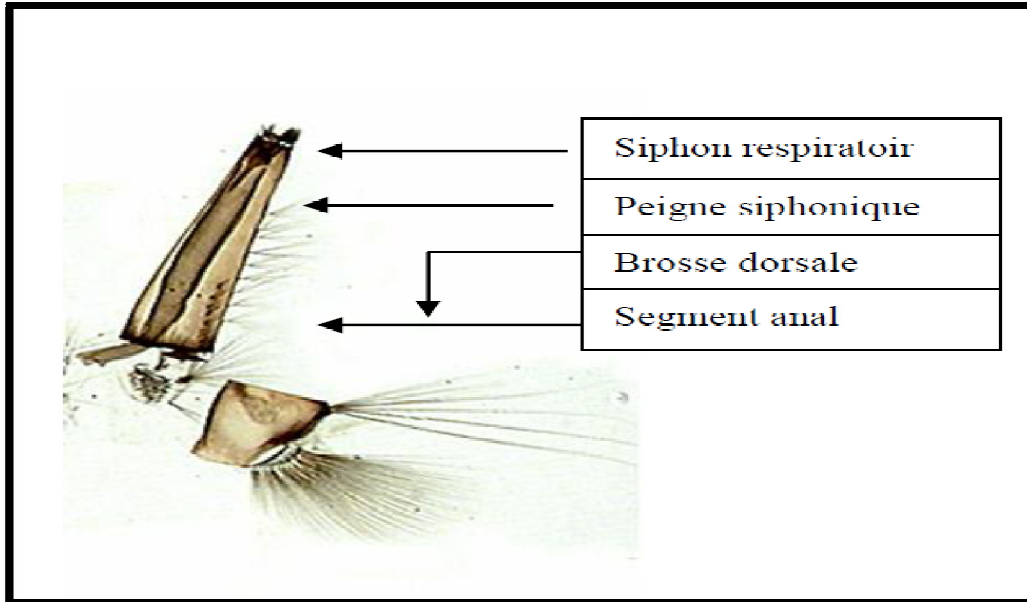 Siphon respiratoir
Peigne siphonique
Brosse dorsale
Segment anal